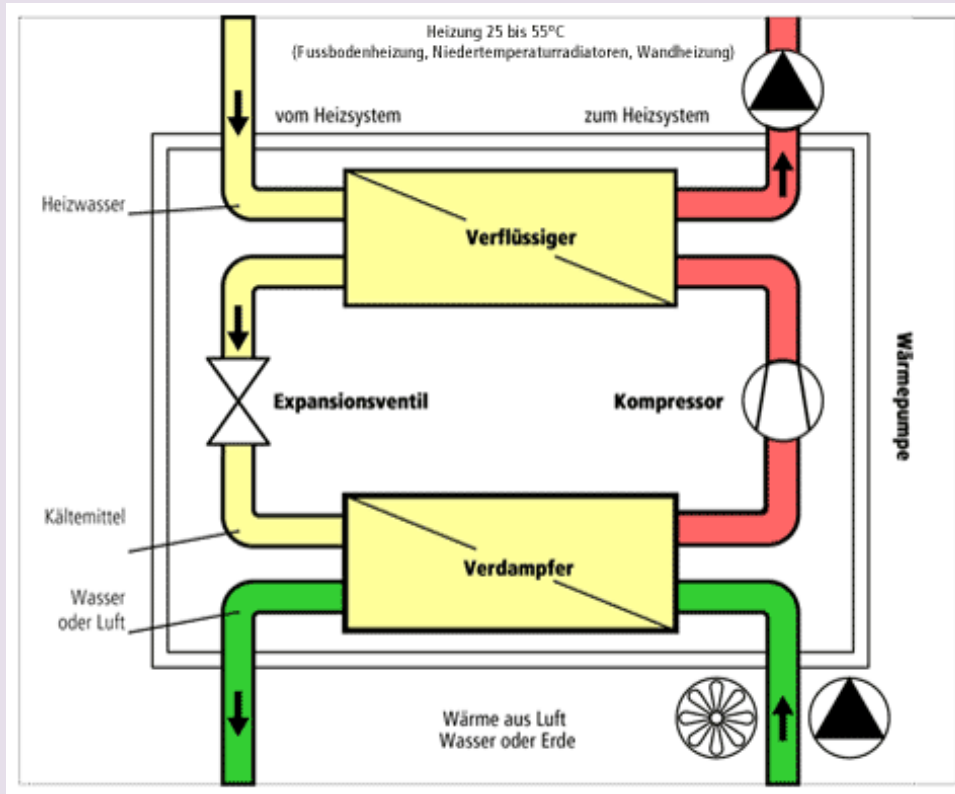 Heizung 25 bis 55°C
(Fussbodenheizung, Niedertemperaturradiatoren, Wandheizung)
vom Heizsystem
zum Heizsystem
Heizwasser
Verflüssiger
Wärmepumpe
Expansionsventil
Kompressor
Kältemittel
Verdampfer
Wasser
oder Luft
Wärme aus Luft
Wasser oder Erde